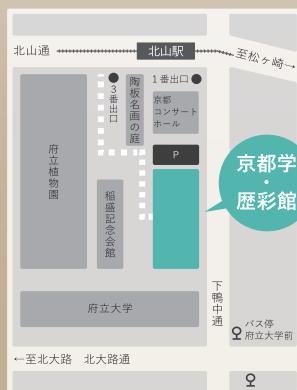 北山通
北山駅
至松ヶ崎→
3番出口
1番出口
陶板名画の庭
京都
コンサート
ホール
府立植物園
P
京都学
・
歴彩館
稲盛記念会館
下鴨中通
府立大学
バス停
府立大学前
←至北大路 北大路通